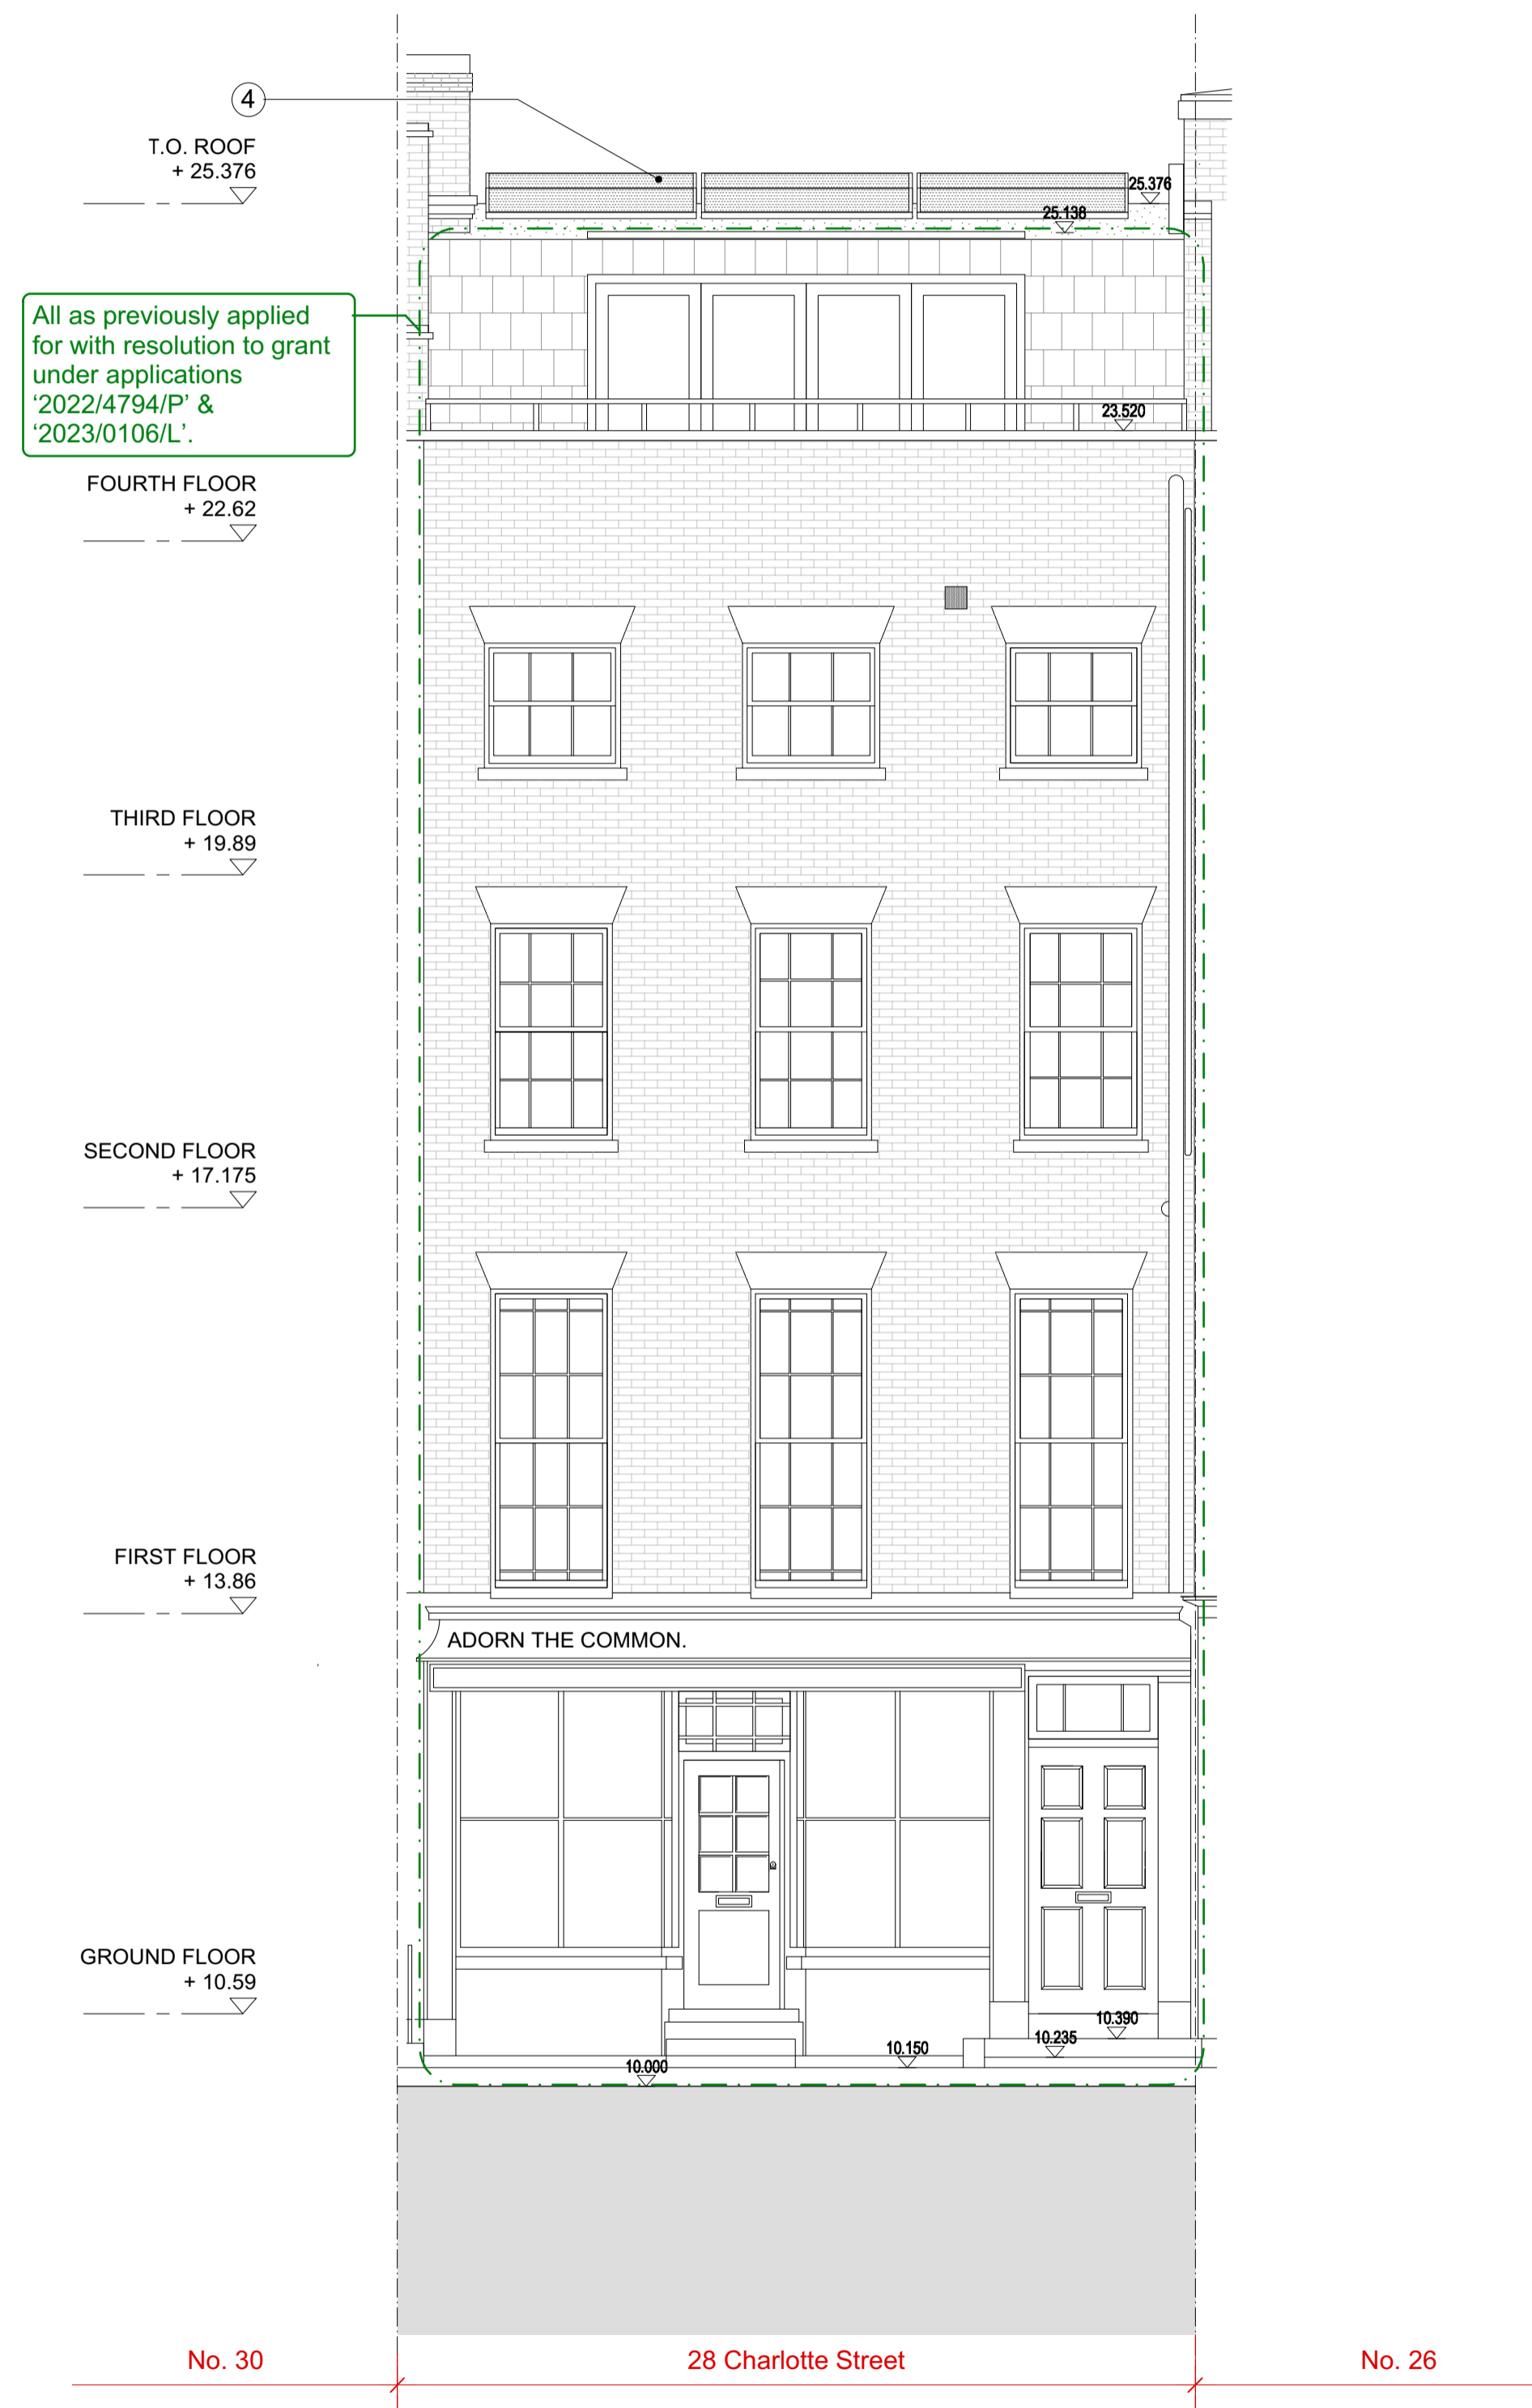 4
T.O. ROOF
+ 25.376
25.376
25.138
All as previously applied
for with resolution to grant
under applications
‘2022/4794/P’ &
‘2023/0106/L’.
23.520
FOURTH FLOOR
+ 22.62
THIRD FLOOR
+ 19.89
SECOND FLOOR
+ 17.175
FIRST FLOOR
+ 13.86
ADORN THE COMMON.
GROUND FLOOR
+ 10.59
10.390
10.235
10.150
10.000
No. 30
28 Charlotte Street
No. 26